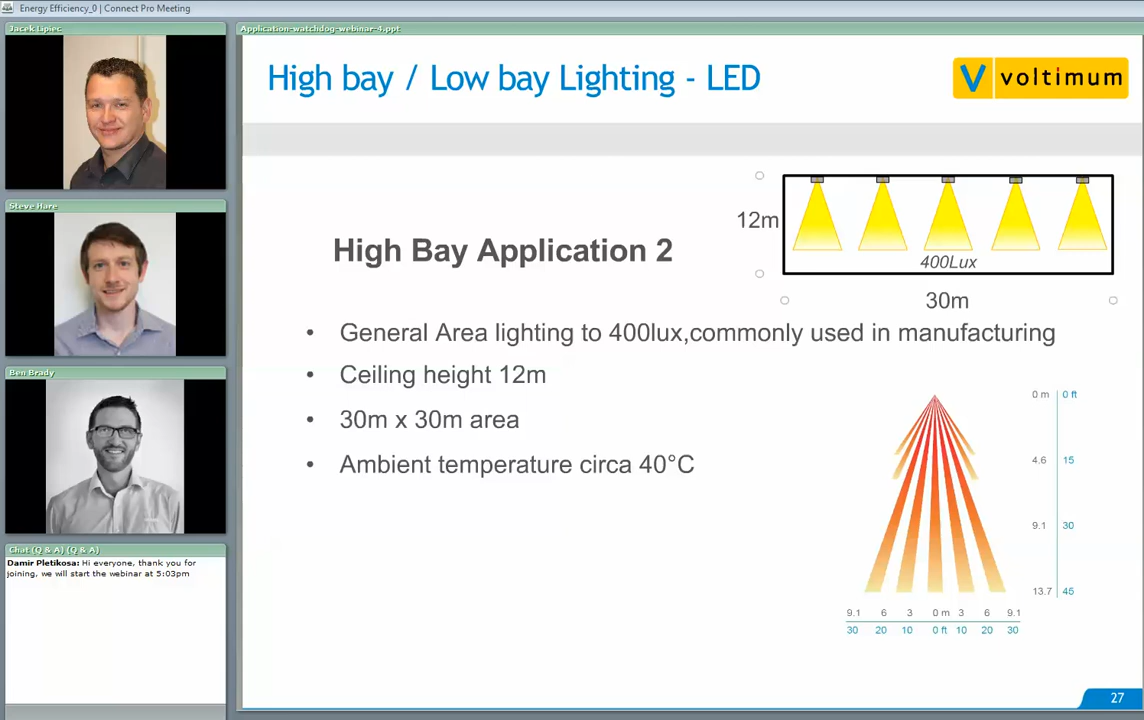 Energy Efficiency_0 | Connect Pro Meeting
Jacek Lipiec
Steve Hare
Ben Brady
Chat (Q & A) (Q & A)
Damir Pletikosa: Hi everyone, thank you for
joining, we will start the webinar at 5:03pm
Application-watchdog-webinar-4.ppt
High bay / Low bay Lighting - LED
V voltimum
12m
400Lux
30m
High Bay Application 2
• General Area lighting to 400lux,commonly used in manufacturing
• Ceiling height 12m
• 30m x 30m area
• Ambient temperature circa 40°C
0 m 0 ft
4.6 15
9.1 30
13.7 45
9.1 6 3 0 m 3 6 9.1
30 20 10 0 ft 10 20 30
27